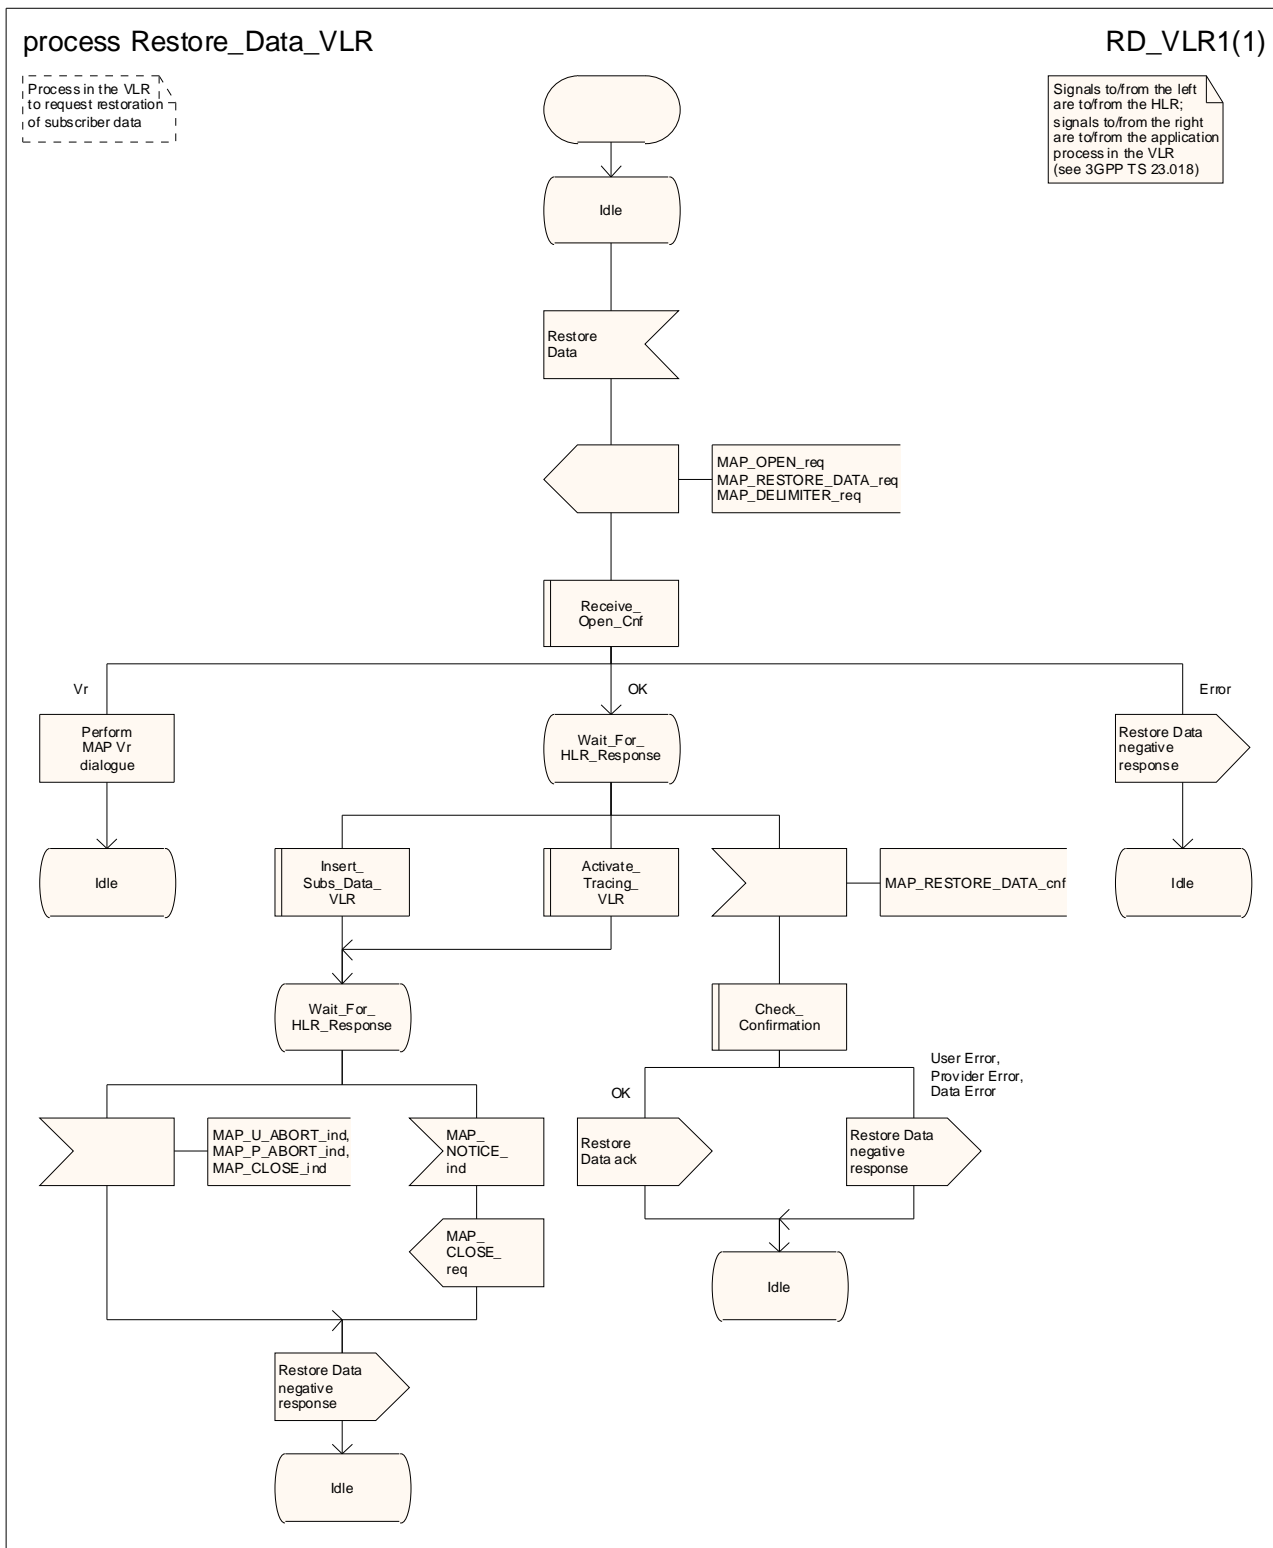 process Restore_Data_VLR
RD_VLR1(1)
Process in the VLR
to request restoration
of subscriber data
Signals to/from the left
are to/from the HLR;
signals to/from the right
are to/from the application
process in the VLR
(see 3GPP TS 23.018)
Idle
Restore
Data
MAP_OPEN_req
MAP_RESTORE_DATA_req
MAP_DELIMITER_req
Receive_
Open_Cnf
Vr
OK
Error
Perform
MAP Vr
dialogue
Wait_For_
HLR_Response
Restore Data
negative
response
Idle
Insert_
Subs_Data_
VLR
Activate_
Tracing_
VLR
MAP_RESTORE_DATA_cnf
Idle
Wait_For_
HLR_Response
Check_
Confirmation
OK
User Error,
Provider Error,
Data Error
MAP_U_ABORT_ind,
MAP_P_ABORT_ind,
MAP_CLOSE_ind
MAP_
NOTICE_
ind
Restore
Data ack
Restore Data
negative
response
MAP_
CLOSE_
req
Idle
Restore Data
negative
response
Idle